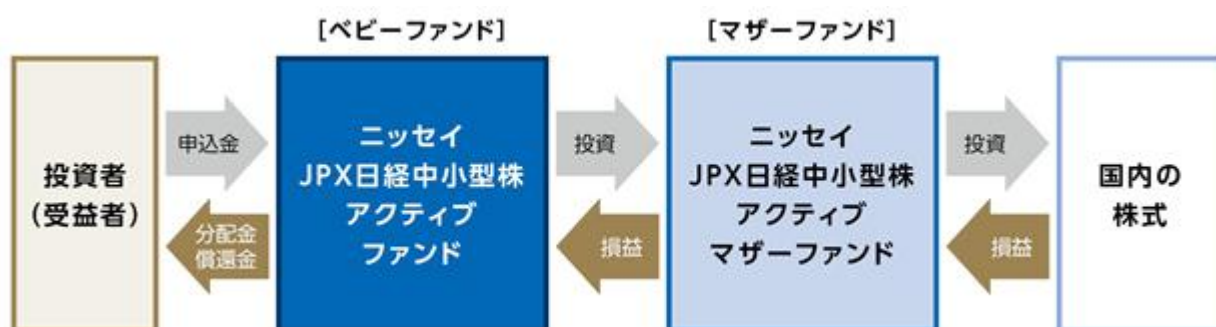 [ベビーファンド]
[マザーファンド]
投資者
(受益者)
申込金
分配金
償還金
ニッセイ
JPX日経中小型株
アクティブ
ファンド
投資
損益
ニッセイ
JPX日経中小型株
アクティブ
マザーファンド
投資
損益
国内の
株式